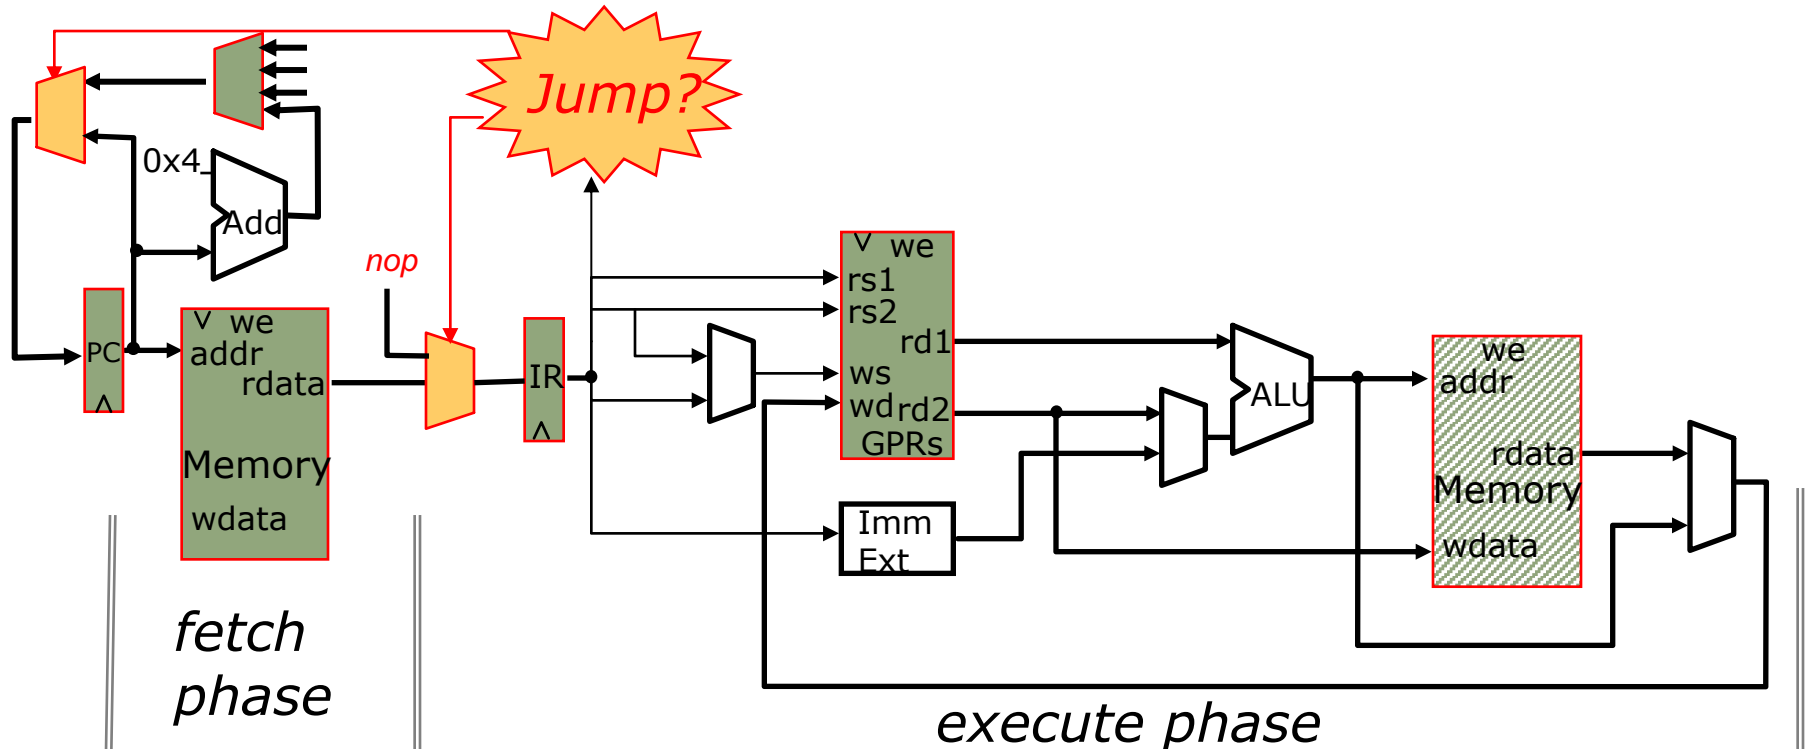 Jump?
0x4
Add
nop
PC
we
addr
rdata
Memory
wdata
IR
we
rs1
rs2
rd1
ws
wd rd2
GPRs
Imm
Ext
ALU
we
addr
rdata
Memory
wdata
fetch
phase
execute phase